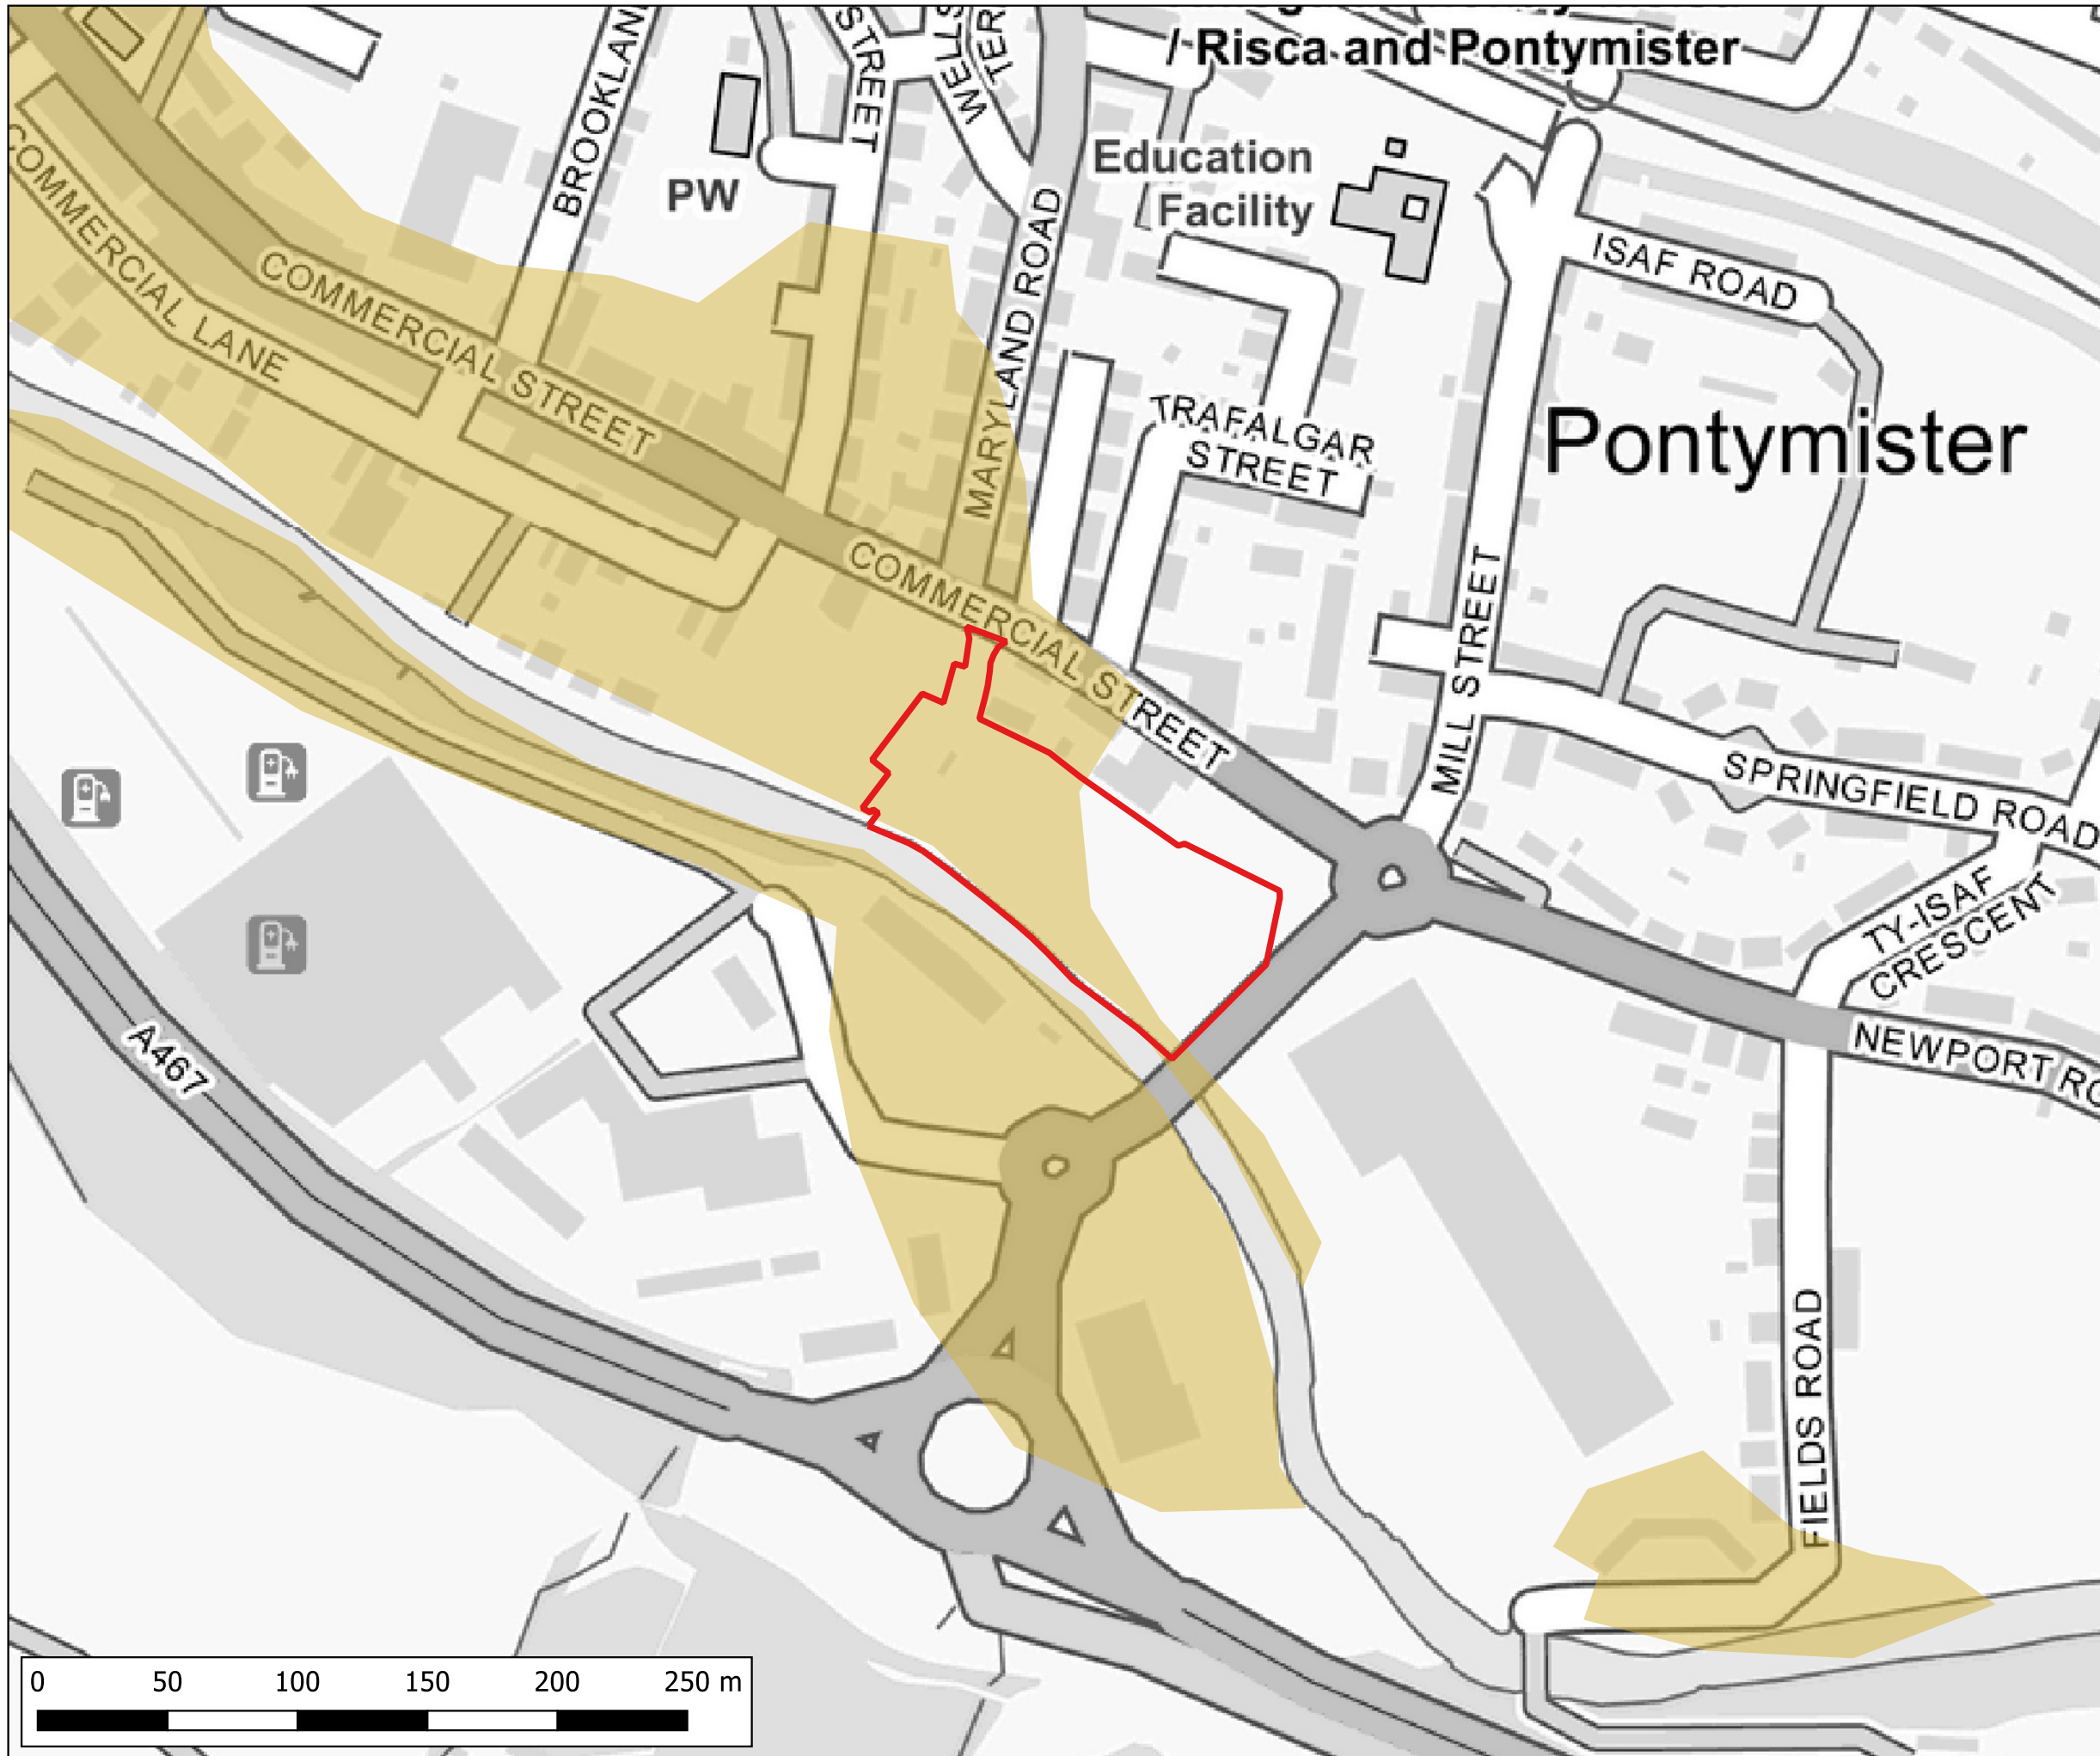 / Risca and Pontymister
BROOKLAN
STREET
WEL
TER
PW
Education
Facility
ISAF ROAD
COMMERCIAL LANE
COMMERCIAL STREET
MARYLAND ROAD
TRAFALGAR
STREET
Pontymister
COMMERCIAL STREET
MILL STREET
SPRINGFIELD ROAD
TY-ISAF
CRESCENT
A467
NEWPORT RO
FIELDS ROAD
0 50 100 150 200 250 m